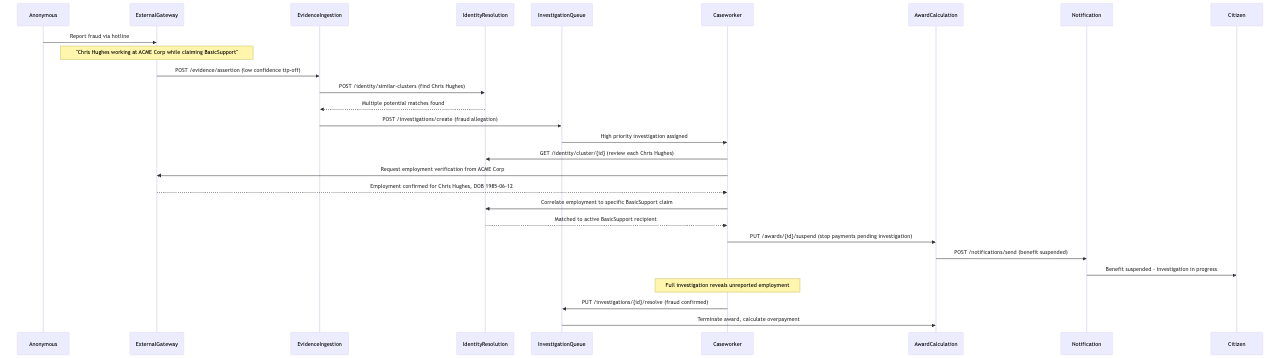 Anonymous
ExternalGateway
EvidenceIngestion
IdentityResolution
InvestigationQueue
Caseworker
AwardCalculation
Notification
Citizen
Report fraud via hotline
"Chris Hughes working at ACME Corp while claiming BasicSupport"
POST /evidence/assertion (low confidence tip-off)
POST /identity/similar-clusters (find Chris Hughes)
Multiple potential matches found
POST /investigations/create (fraud allegation)
High priority investigation assigned
GET /identity/cluster/{id} (review each Chris Hughes)
Request employment verification from ACME Corp
Employment confirmed for Chris Hughes, DOB 1985-06-12
Correlate employment to specific BasicSupport claim
Matched to active BasicSupport recipient
PUT /awards/{id}/suspend (stop payments pending investigation)
POST /notifications/send (benefit suspended)
Benefit suspended - investigation in progress
Full investigation reveals unreported employment
PUT /investigations/{id}/resolve (fraud confirmed)
Terminate award, calculate overpayment
Anonymous
ExternalGateway
EvidenceIngestion
IdentityResolution
InvestigationQueue
Caseworker
AwardCalculation
Notification
Citizen